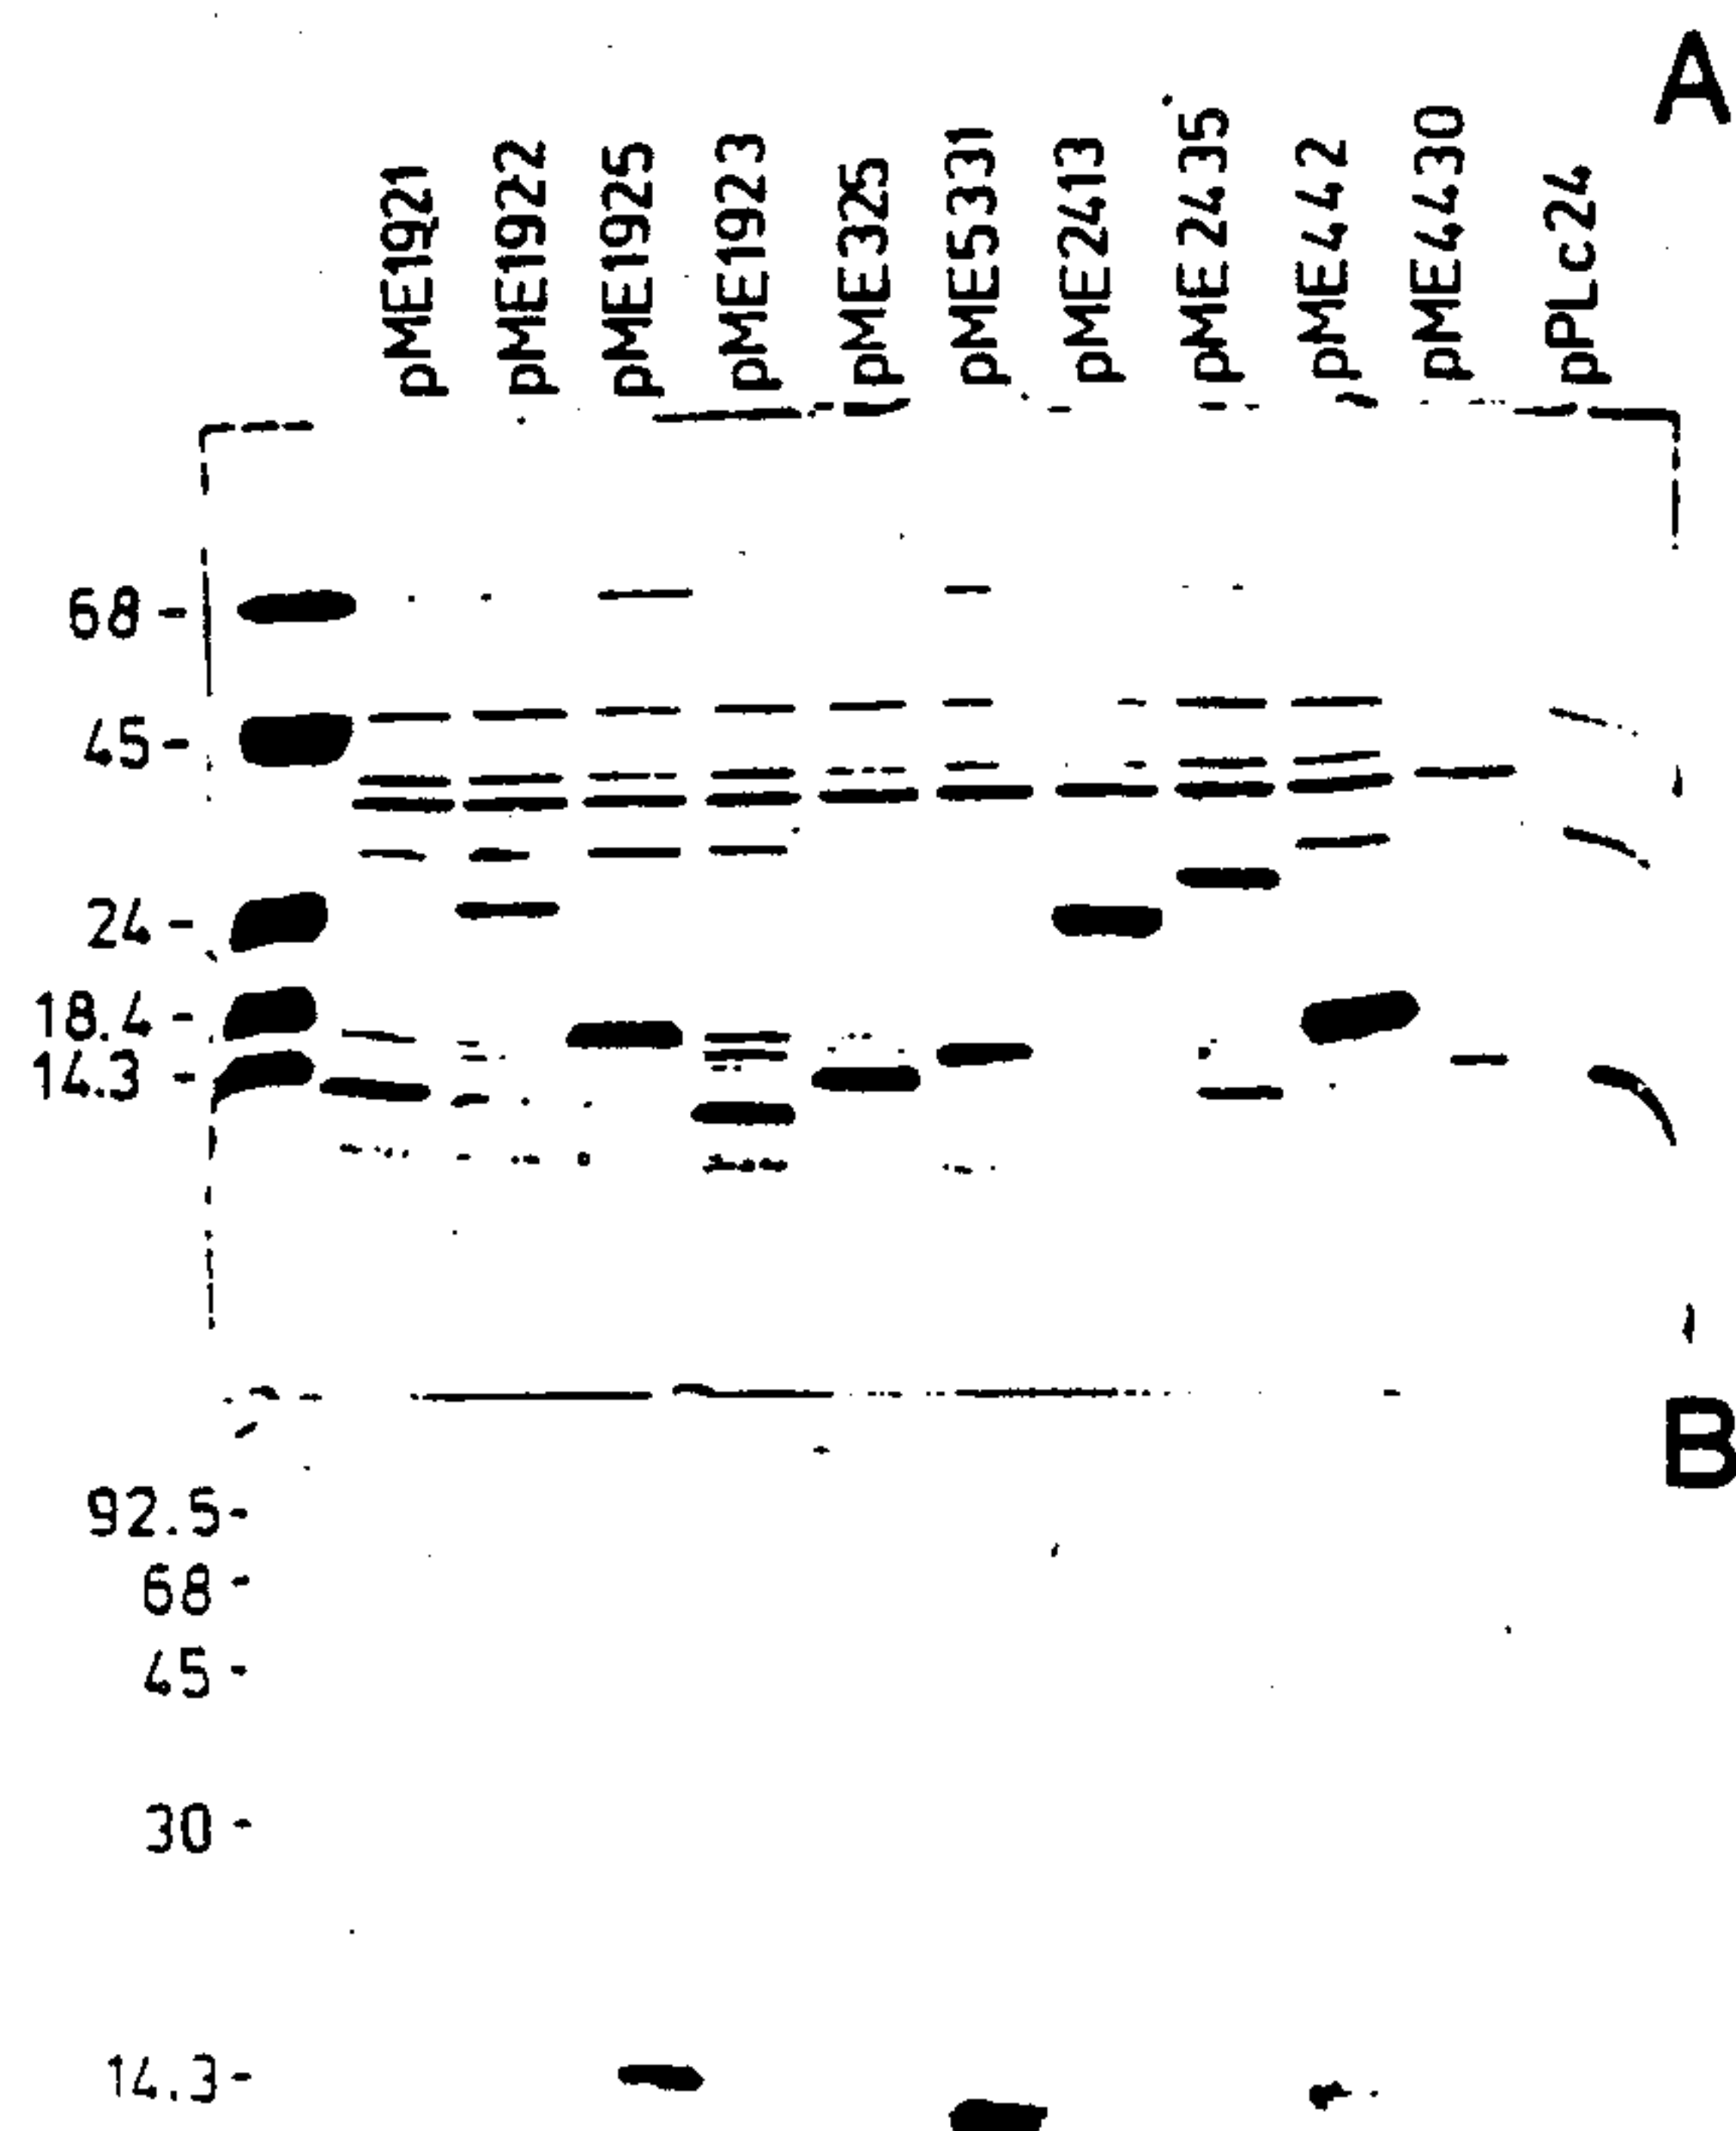 A
pME1921
pME1922
pME1925
pME1923
pME325
pME5331
pME2413
pME2435
pME442
pME4430
pPLc24
68-
45-
24-
18.4-
14.3-
B
92.5-
68-
45-
30-
14.3-